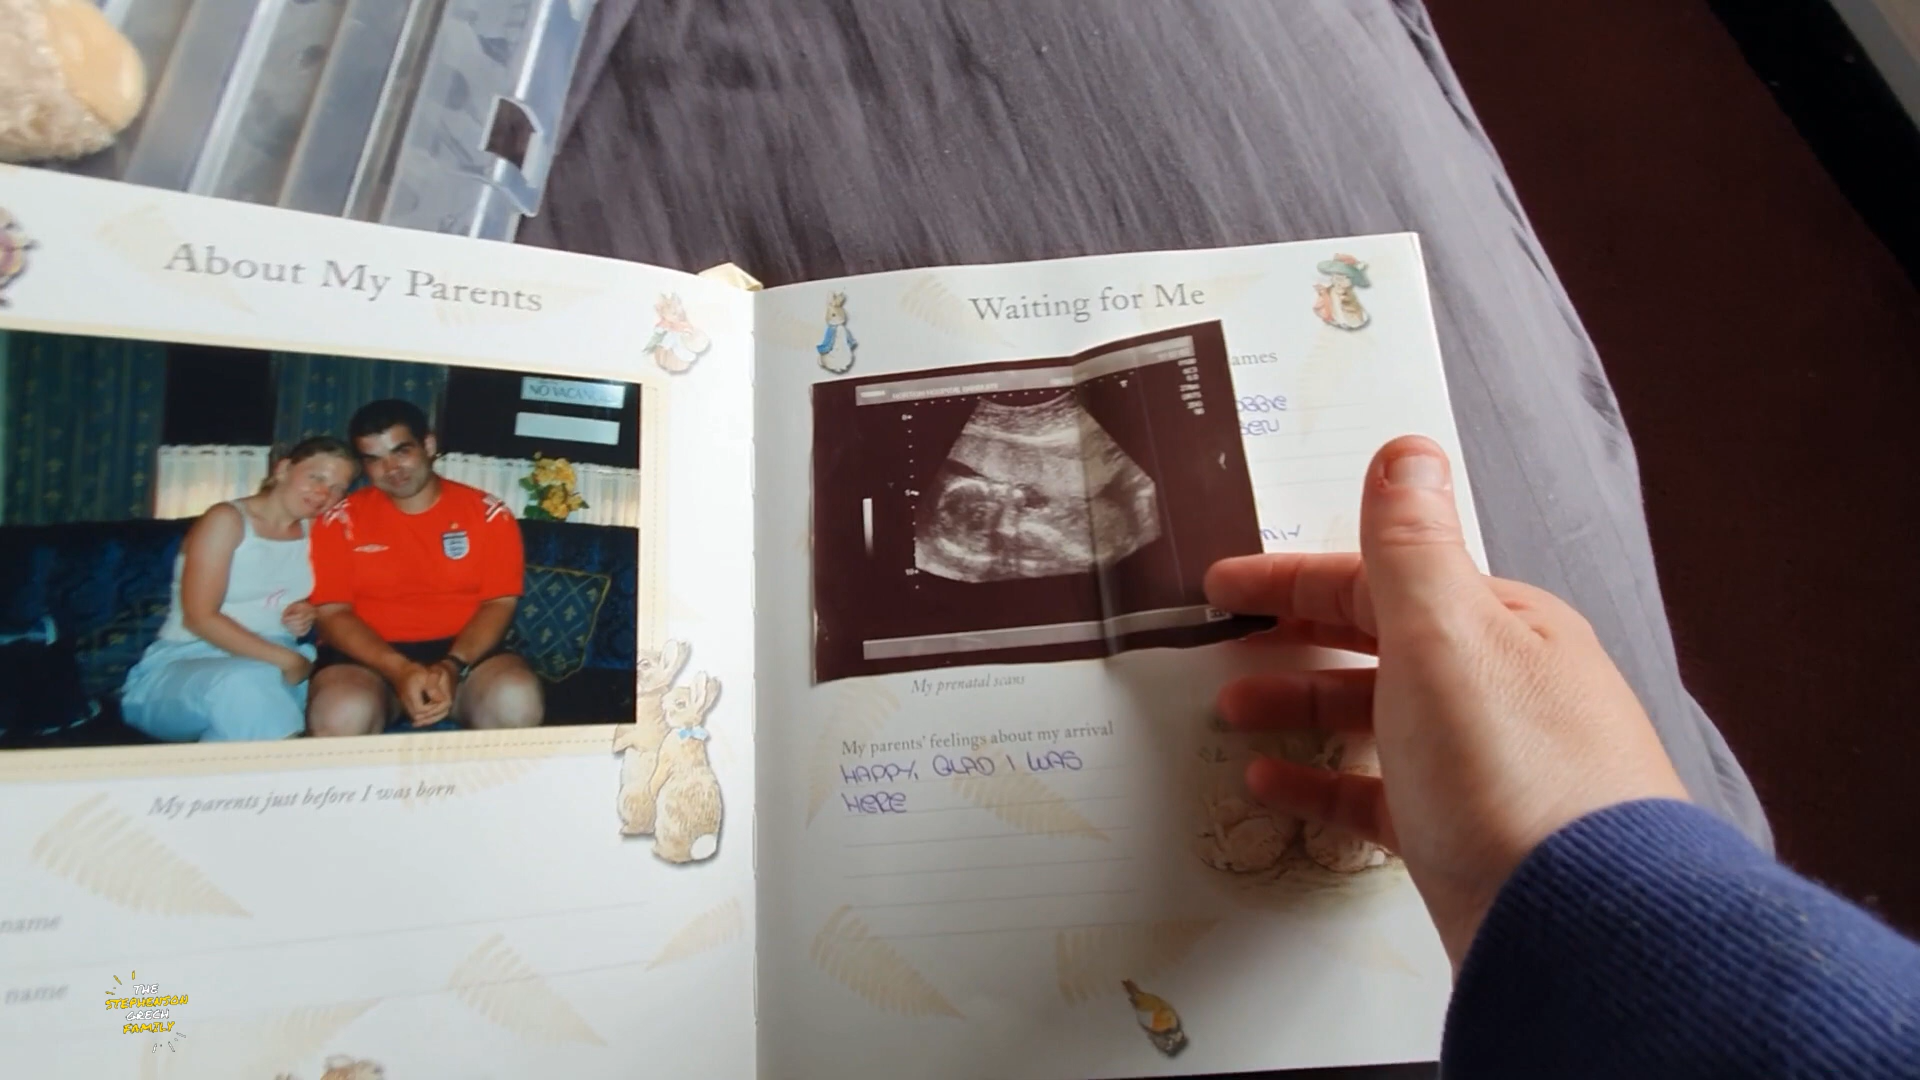 About My Parents
NO VACANCIES
My parents just before I was born
name
name
Waiting for Me
My prenatal scans
My parents' feelings about my arrival
HAPPY, GLAD I WAS
HERE
THE
STEPHENSON
GRECH
FAMILY